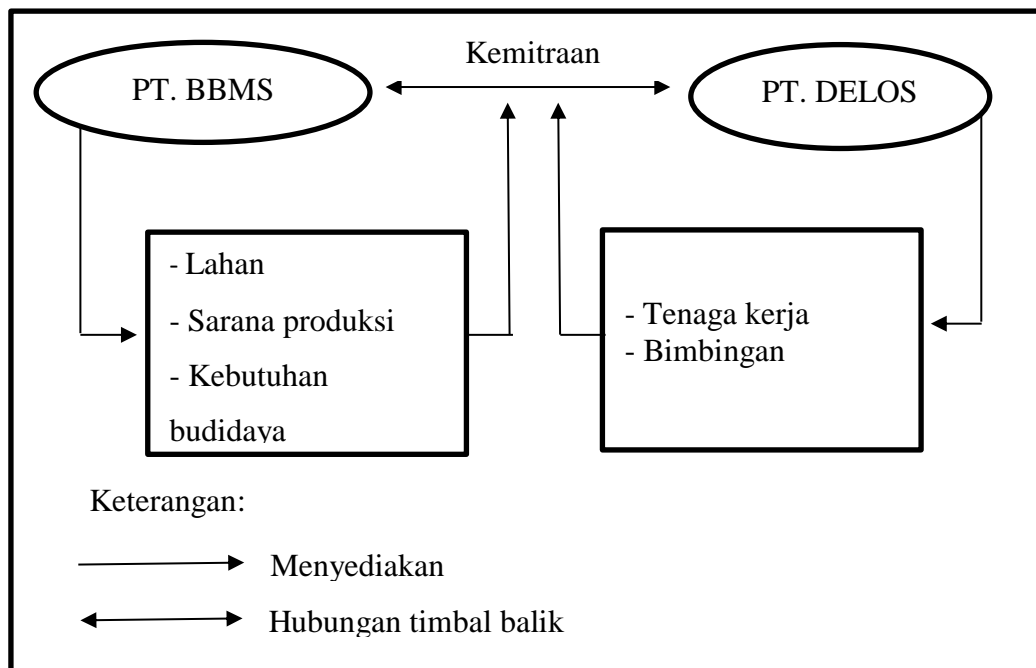 Kemitraan
PT. BBMS
PT. DELOS
- Lahan
- Sarana produksi
- Kebutuhan
budidaya
- Tenaga kerja
- Bimbingan
Keterangan:
Menyediakan
Hubungan timbal balik